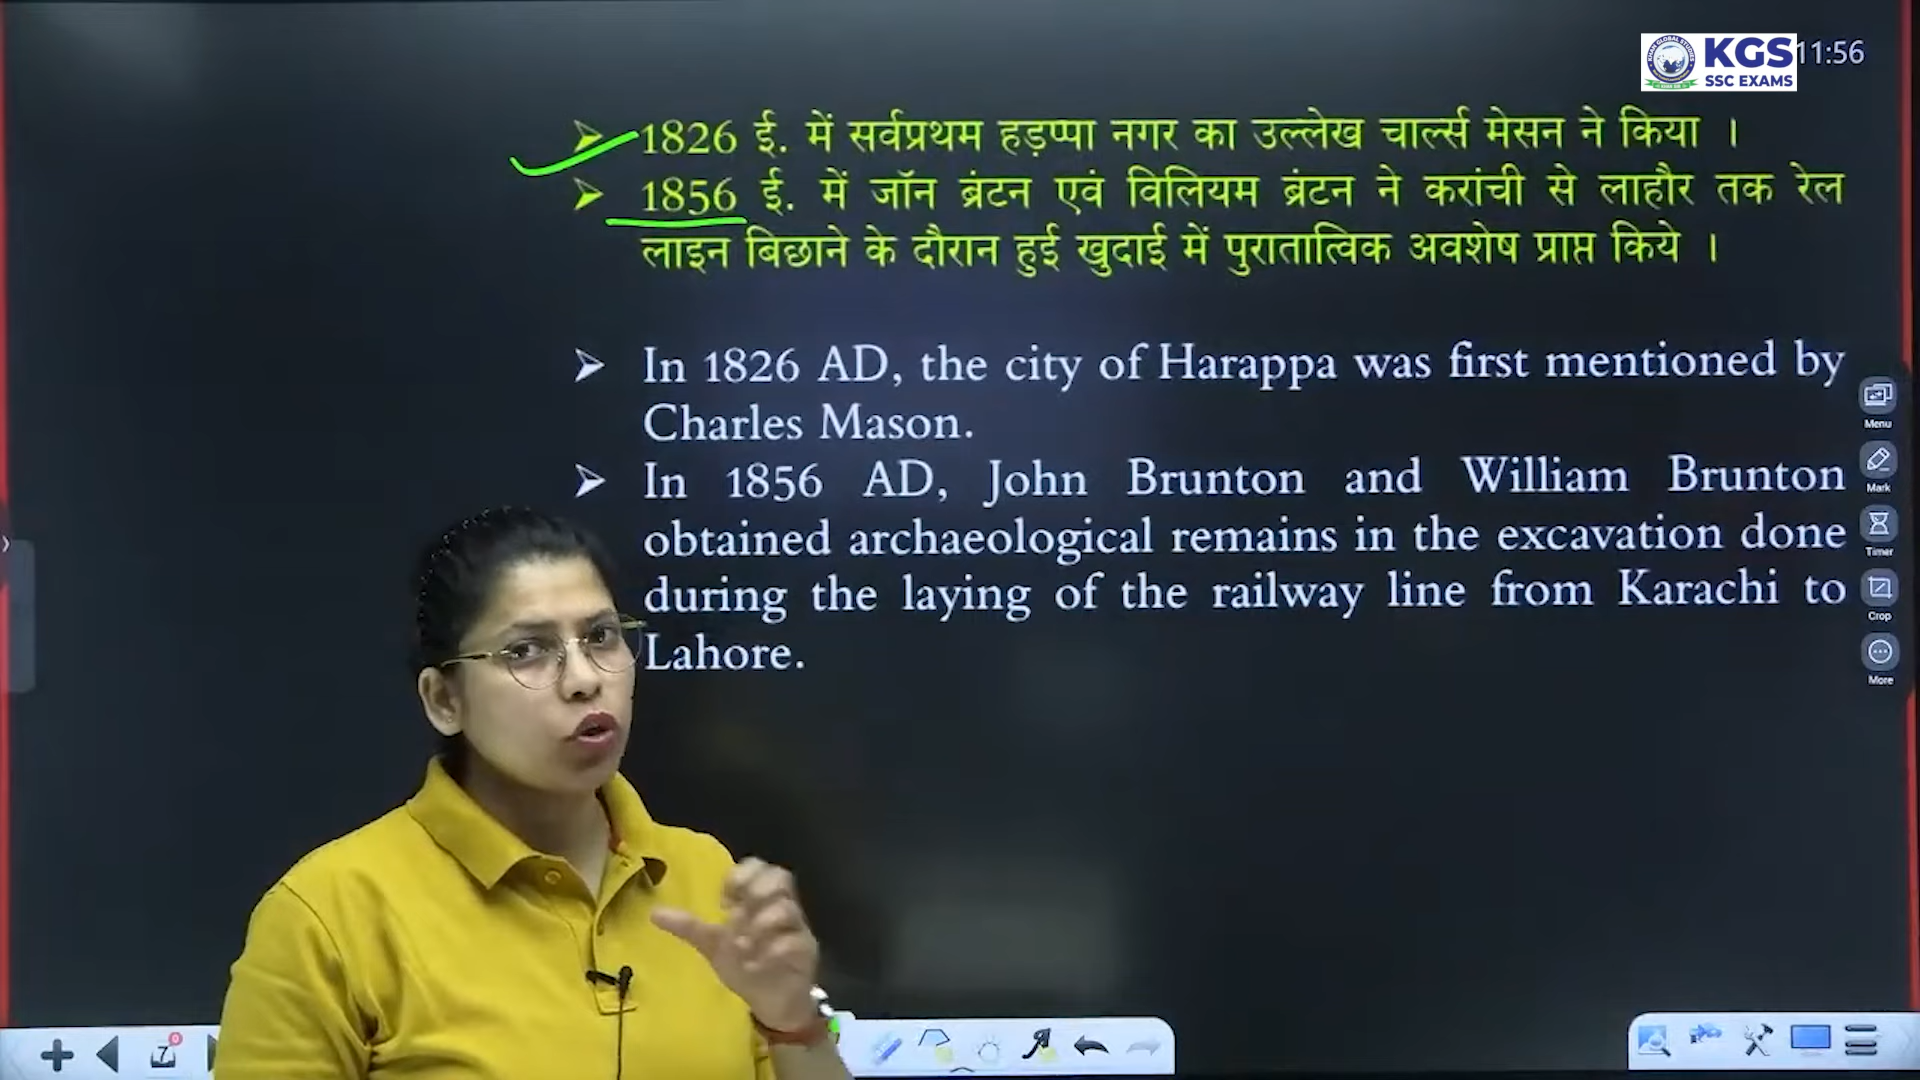 KGS
SSC EXAMS
11:56
1826 ई. में सर्वप्रथम हड़प्पा नगर का उल्लेख चार्ल्स मेसन ने किया ।
1856 ई. में जॉन ब्रंटन एवं विलियम ब्रंटन ने करांची से लाहौर तक रेल
लाइन बिछाने के दौरान हुई खुदाई में पुरातात्विक अवशेष प्राप्त किये ।
In 1826 AD, the city of Harappa was first mentioned by
Charles Mason.
In 1856 AD, John Brunton and William Brunton
obtained archaeological remains in the excavation done
during the laying of the railway line from Karachi to
Lahore.
Menu
Mark
Timer
Crop
More
7
0